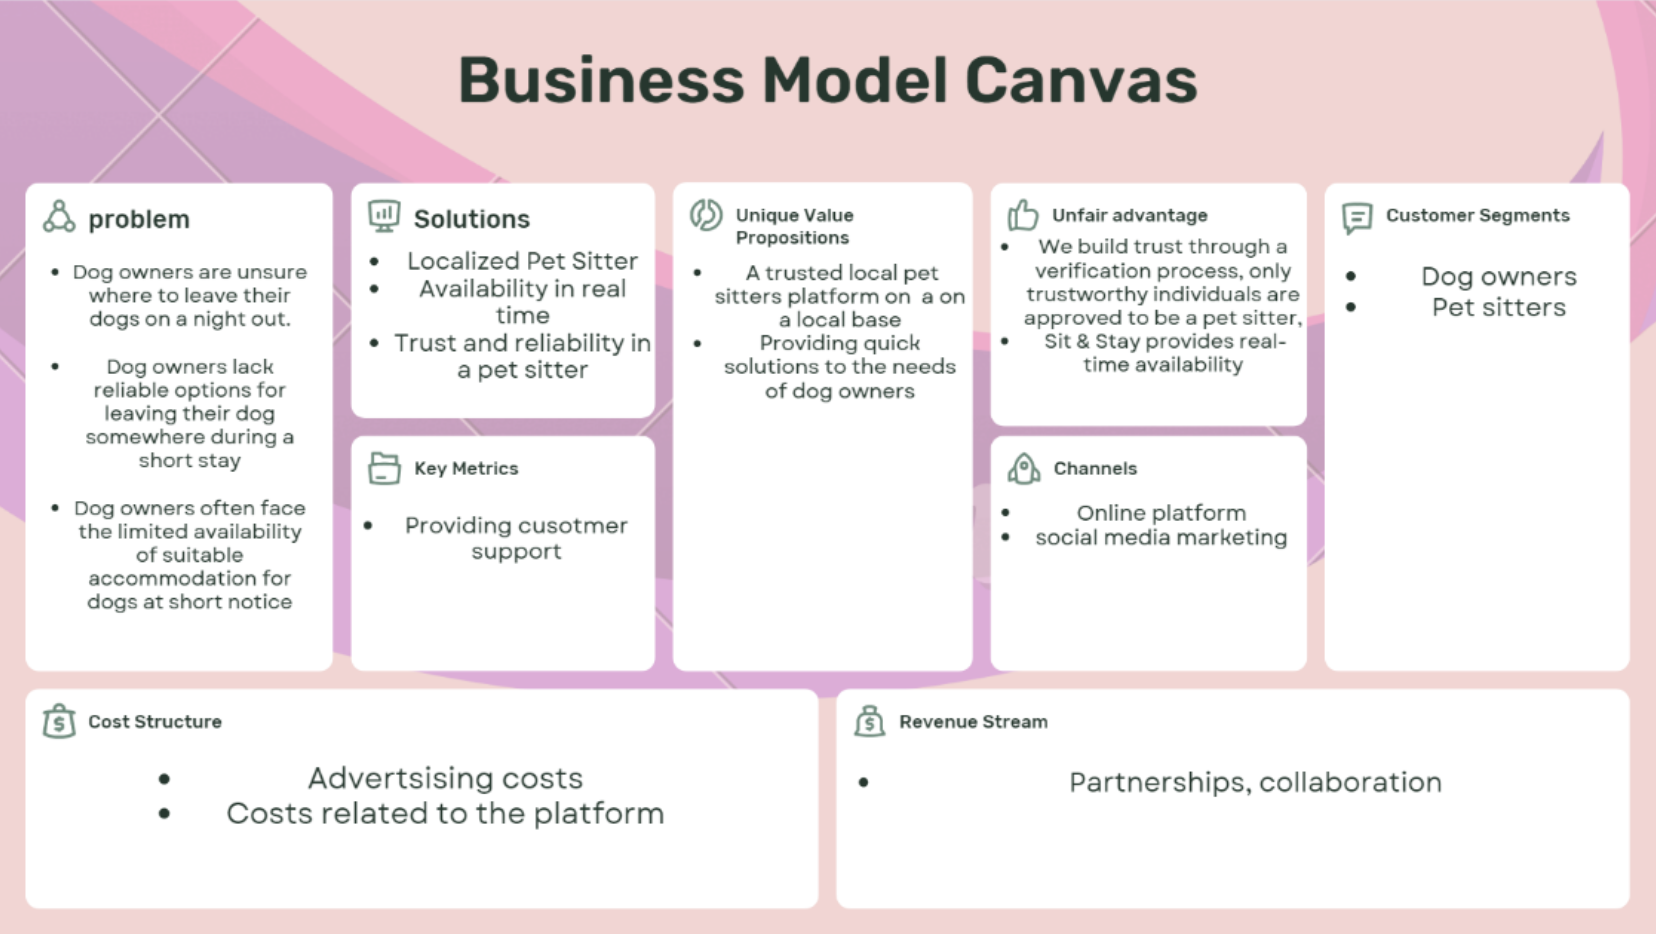 Business Model Canvas
problem
• Dog owners are unsure
where to leave their
dogs on a night out.
• Dog owners lack
reliable options for
leaving their dog
somewhere during a
short stay
• Dog owners often face
the limited availability
of suitable
accommodation for
dogs at short notice
Solutions
• Localized Pet Sitter
• Availability in real
time
• Trust and reliability in
a pet sitter
Key Metrics
• Providing cusotmer
support
Unique Value
Propositions
• A trusted local pet
sitters platform on a on
a local base
• Providing quick
solutions to the needs
of dog owners
Unfair advantage
• We build trust through a
verification process, only
trustworthy individuals are
approved to be a pet sitter,
• Sit & Stay provides real-
time availability
Channels
• Online platform
• social media marketing
Customer Segments
• Dog owners
• Pet sitters
Cost Structure
• Advertsising costs
• Costs related to the platform
Revenue Stream
• Partnerships, collaboration